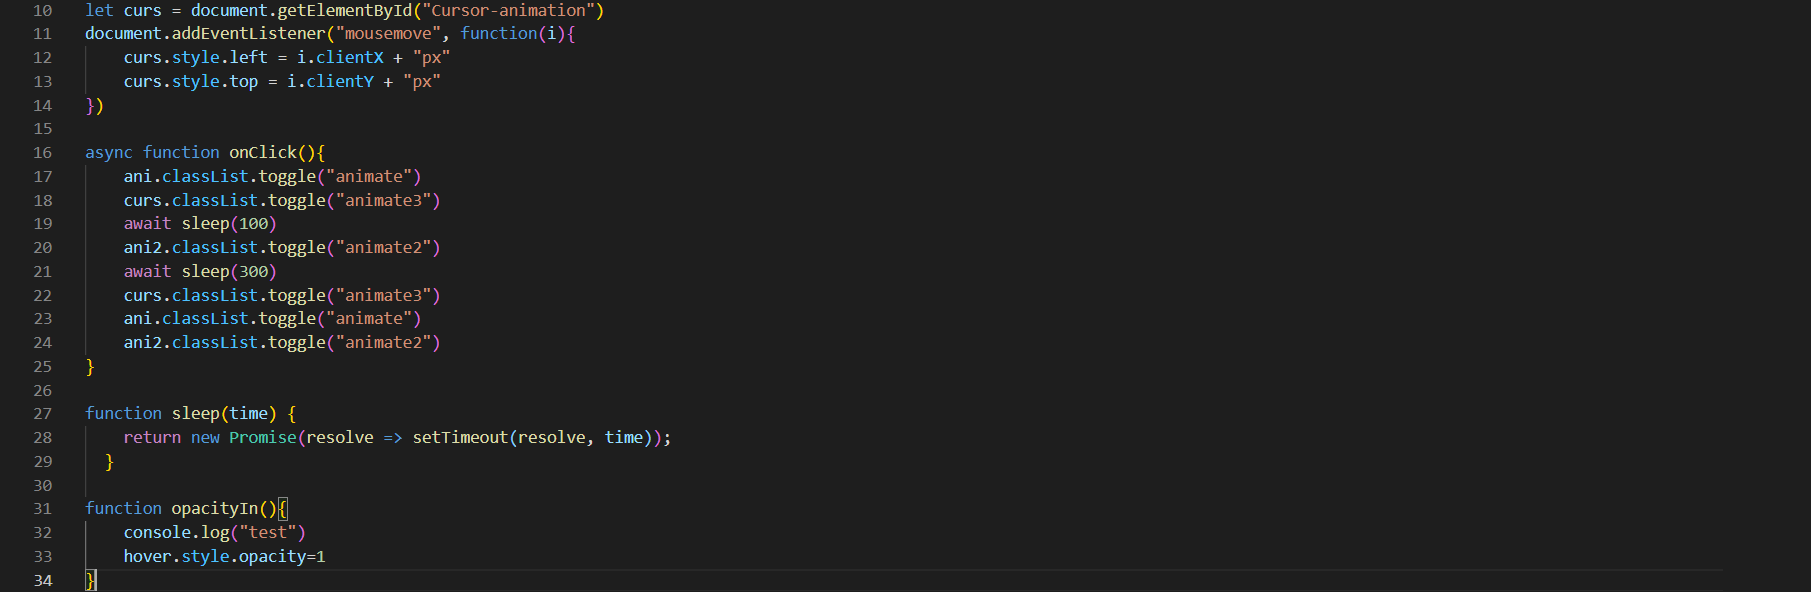 10 let curs = document.getElementById("Cursor-animation")
11 document.addEventListener("mousemove", function(i){
12     curs.style.left = i.clientX + "px"
13     curs.style.top = i.clientY + "px"
14 })
15
16 async function onClick(){
17     ani.classList.toggle("animate")
18     curs.classList.toggle("animate3")
19     await sleep(100)
20     ani2.classList.toggle("animate2")
21     await sleep(300)
22     curs.classList.toggle("animate3")
23     ani.classList.toggle("animate")
24     ani2.classList.toggle("animate2")
25 }
26
27 function sleep(time) {
28     return new Promise(resolve => setTimeout(resolve, time));
29   }
30
31 function opacityIn(){
32     console.log("test")
33     hover.style.opacity=1
34 }